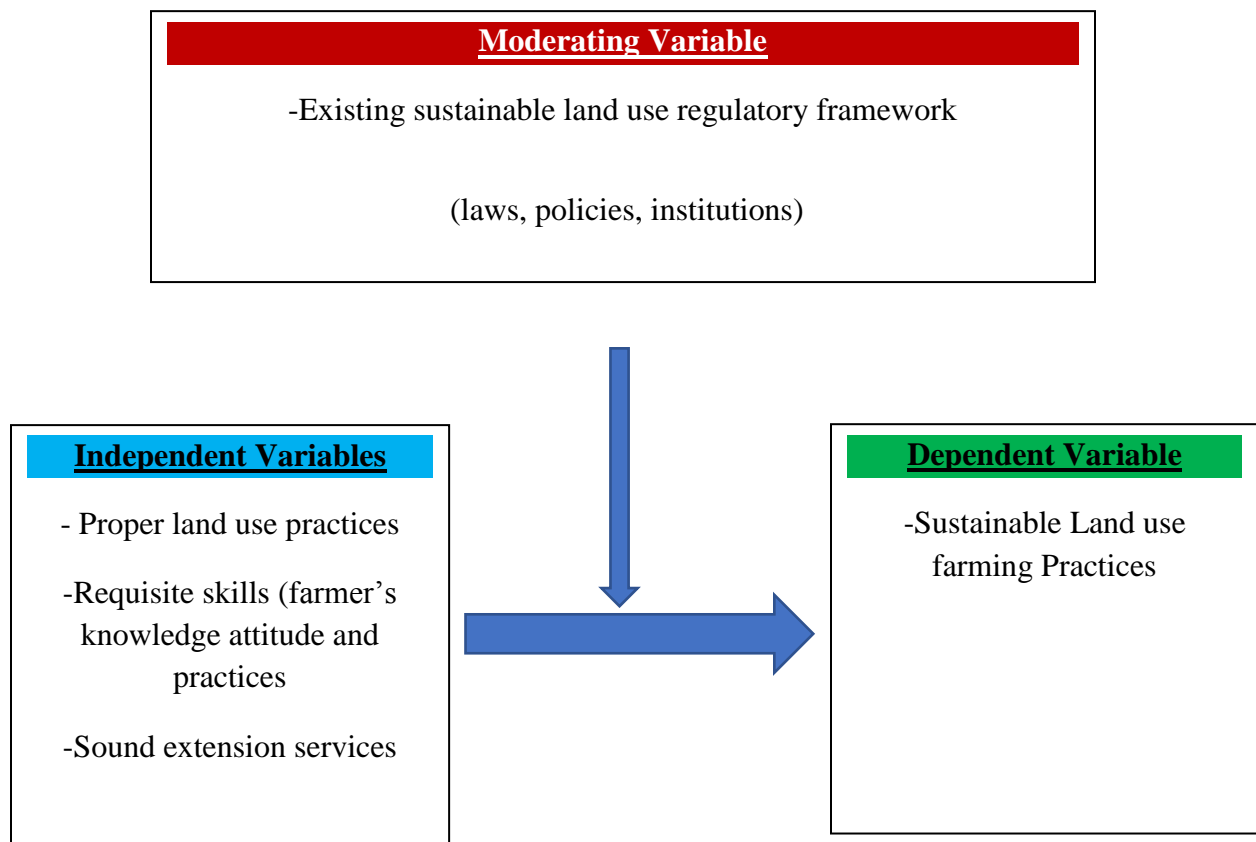 Moderating Variable
-Existing sustainable land use regulatory framework
(laws, policies, institutions)
Independent Variables
- Proper land use practices
-Requisite skills (farmer’s
knowledge attitude and
practices
-Sound extension services
Dependent Variable
-Sustainable Land use
farming Practices